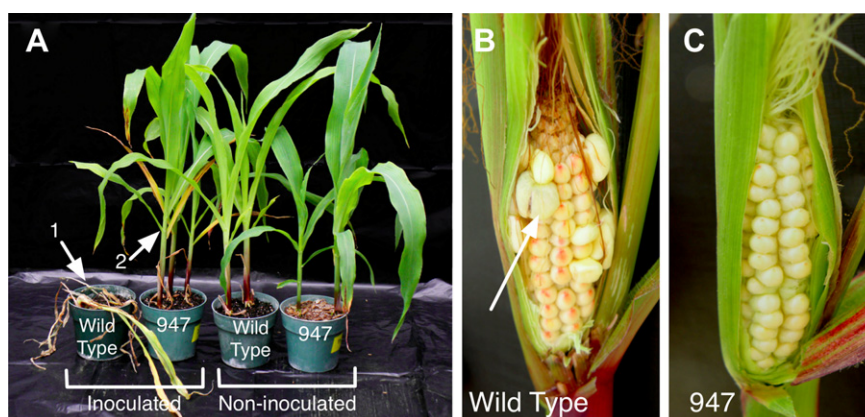 A
1
2
Wild Type
947
Wild Type
947
Inoculated
Non-inoculated
B
Wild Type
C
947